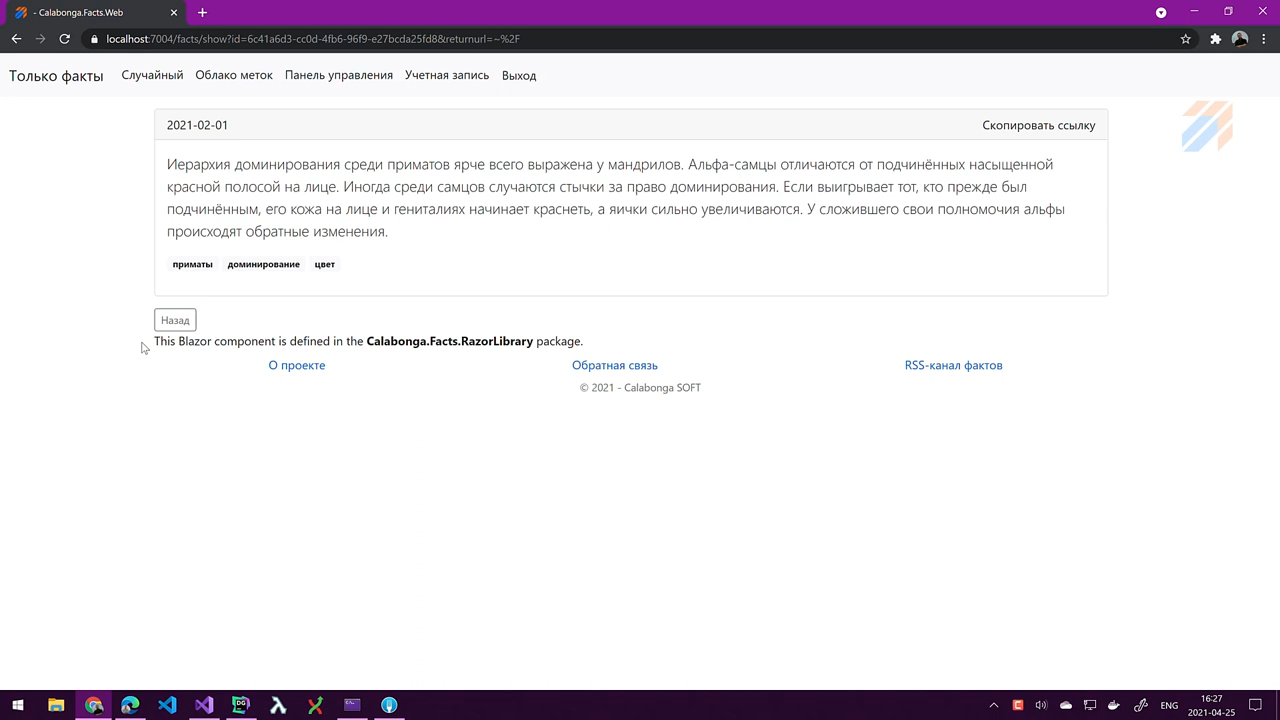 - Calabonga.Facts.Web
localhost:7004/facts/show?id=6c41a6d3-cc0d-4fb6-96f9-e27bcda25fd8&returnurl=~%2F
Только факты Случайный Облако меток Панель управления Учетная запись Выход
2021-02-01 Скопировать ссылку
Иерархия доминирования среди приматов ярче всего выражена у мандрилов. Альфа-самцы отличаются от подчинённых насыщенной
красной полосой на лице. Иногда среди самцов случаются стычки за право доминирования. Если выигрывает тот, кто прежде был
подчинённым, его кожа на лице и гениталиях начинает краснеть, а яички сильно увеличиваются. У сложившего свои полномочия альфы
происходят обратные изменения.
приматы доминирование цвет
Назад
This Blazor component is defined in the Calabonga.Facts.RazorLibrary package.
О проекте Обратная связь RSS-канал фактов
© 2021 - Calabonga SOFT
ENG 16:27
2021-04-25